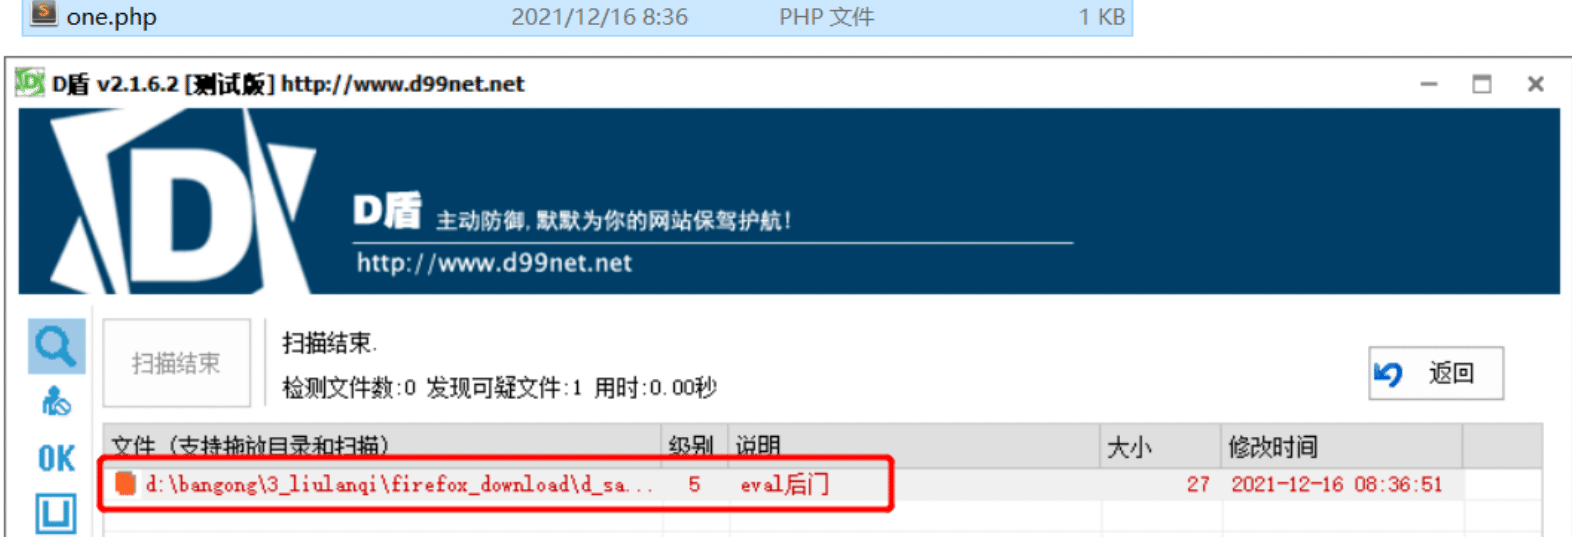 one.php 2021/12/16 8:36 PHP 文件 1 KB
D盾 v2.1.6.2 [测试版] http://www.d99net.net
D盾 主动防御,默默为你的网站保驾护航!
http://www.d99net.net
扫描结束
扫描结束.
检测文件数:0 发现可疑文件:1 用时:0.00秒
返回
OK
文件 (支持拖放目录和扫描) 级别 说明 大小 修改时间
d:\bangong\3_liulanqi\firefox_download\d_sa... 5 eval后门 27 2021-12-16 08:36:51